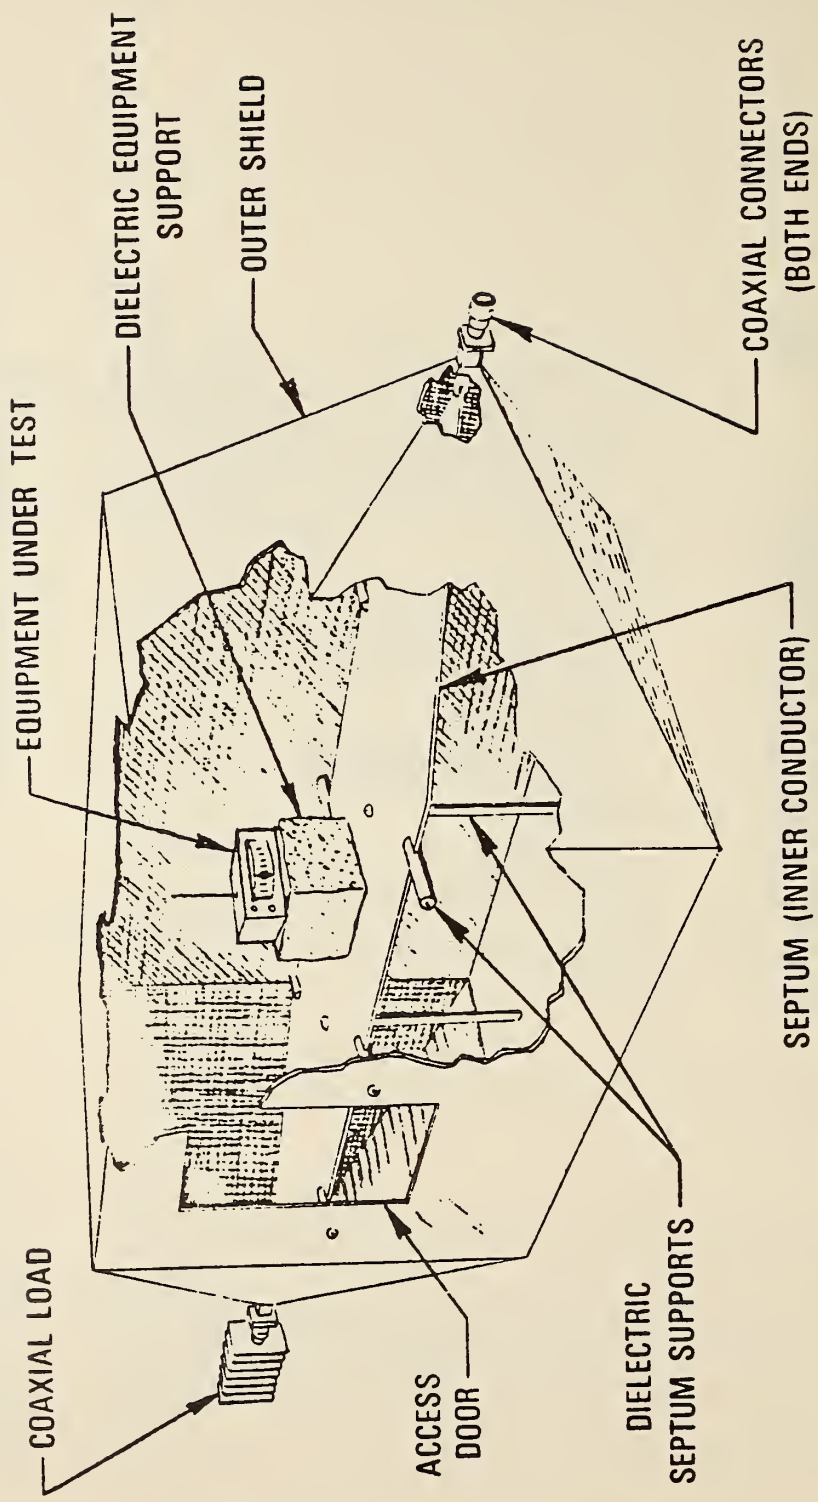 COAXIAL LOAD
EQUIPMENT UNDER TEST
DIELECTRIC EQUIPMENT
SUPPORT
OUTER SHIELD
ACCESS
DOOR
DIELECTRIC
SEPTUM SUPPORTS
SEPTUM (INNER CONDUCTOR)
COAXIAL CONNECTORS
(BOTH ENDS)